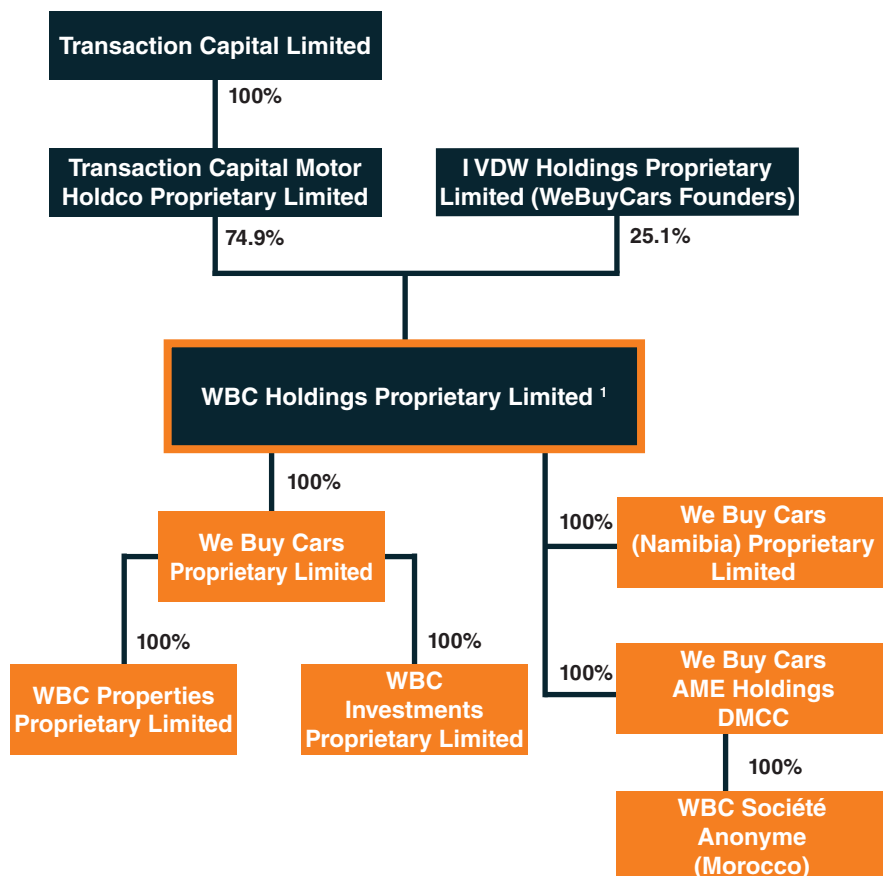 Transaction Capital Limited
100%
Transaction Capital Motor
Holdco Proprietary Limited
I VDW Holdings Proprietary
Limited (WeBuyCars Founders)
74.9%
25.1%
WBC Holdings Proprietary Limited ¹
100%
We Buy Cars
Proprietary Limited
100%
We Buy Cars
(Namibia) Proprietary
Limited
100%
100%
WBC Properties
Proprietary Limited
WBC
Investments
Proprietary Limited
100%
We Buy Cars
AME Holdings
DMCC
100%
WBC Société
Anonyme
(Morocco)